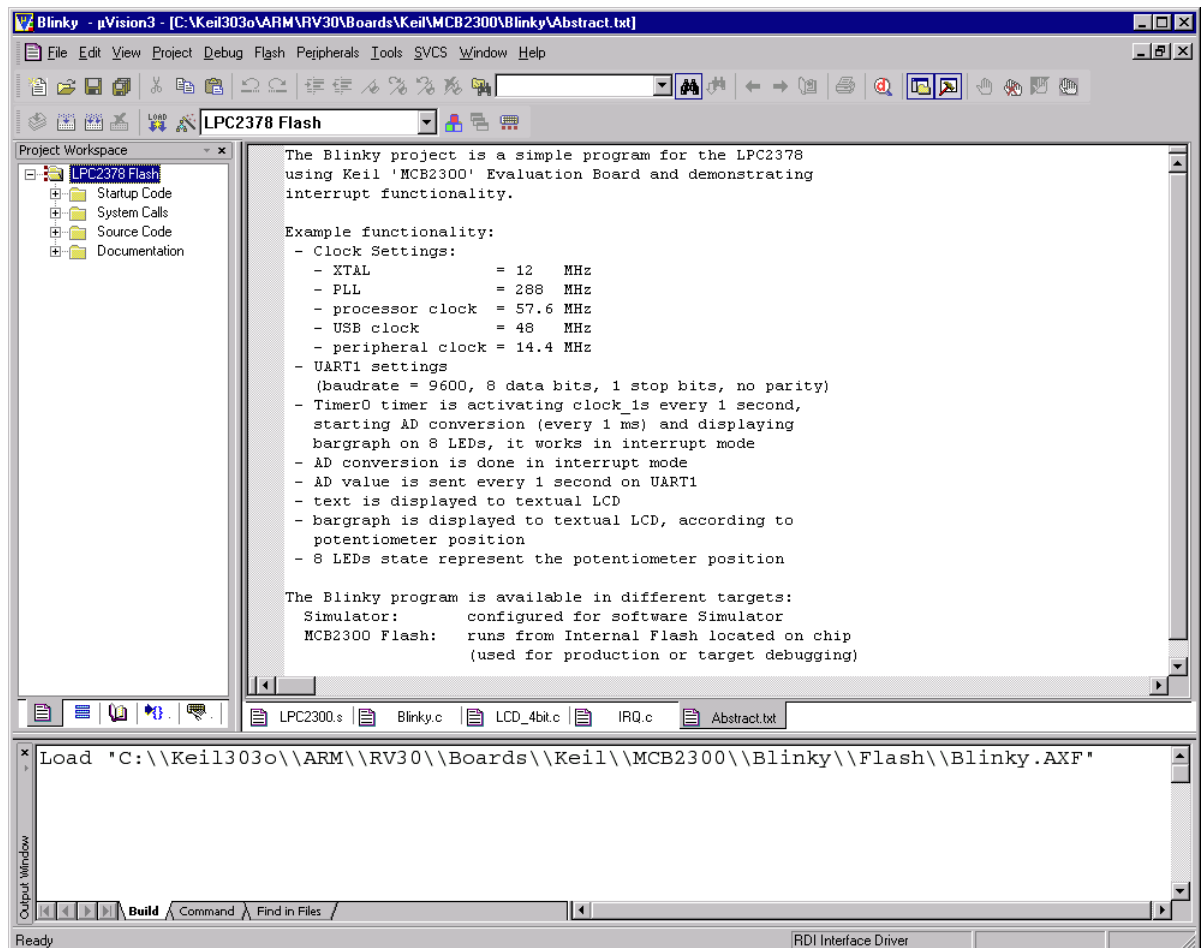 Blinky - µVision3 - [C:\Keil303o\ARM\RV30\Boards\Keil\MCB2300\Blinky\Abstract.txt]
File Edit View Project Debug Flash Peripherals Tools SVCS Window Help
LOAD
LPC2378 Flash
Project Workspace
LPC2378 Flash
Startup Code
System Calls
Source Code
Documentation
The Blinky project is a simple program for the LPC2378
using Keil 'MCB2300' Evaluation Board and demonstrating
interrupt functionality.
Example functionality:
- Clock Settings:
- XTAL = 12 MHz
- PLL = 288 MHz
- processor clock = 57.6 MHz
- USB clock = 48 MHz
- peripheral clock = 14.4 MHz
- UART1 settings
(baudrate = 9600, 8 data bits, 1 stop bits, no parity)
- Timer0 timer is activating clock_1s every 1 second,
starting AD conversion (every 1 ms) and displaying
bargraph on 8 LEDs, it works in interrupt mode
- AD conversion is done in interrupt mode
- AD value is sent every 1 second on UART1
- text is displayed to textual LCD
- bargraph is displayed to textual LCD, according to
potentiometer position
- 8 LEDs state represent the potentiometer position
The Blinky program is available in different targets:
Simulator: configured for software Simulator
MCB2300 Flash: runs from Internal Flash located on chip
(used for production or target debugging)
LPC2300.s Blinky.c LCD_4bit.c IRQ.c Abstract.txt
Load "C:\\Keil303o\\ARM\\RV30\\Boards\\Keil\\MCB2300\\Blinky\\Flash\\Blinky.AXF"
Output Window
Build Command Find in Files
Ready RDI Interface Driver